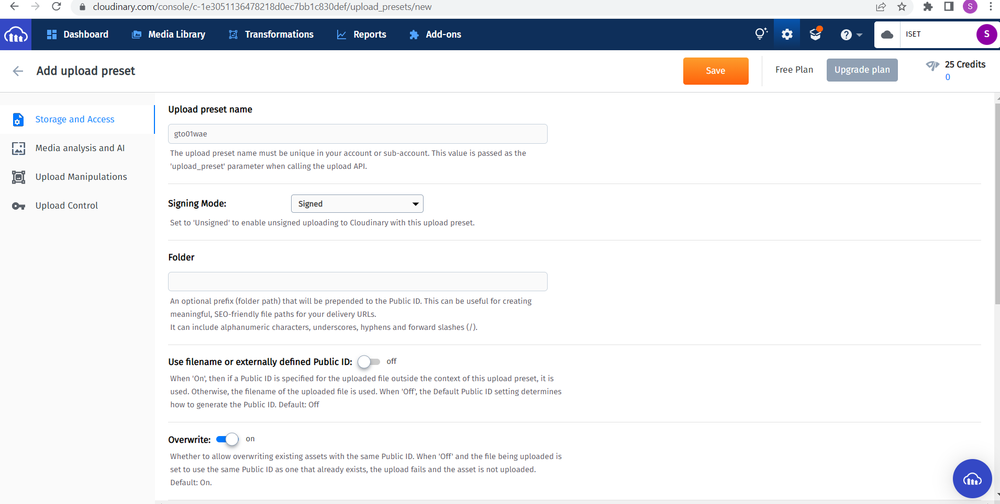 cloudinary.com/console/c-1e3051136478218d0ec7bb1c830def/upload_presets/new
S
Dashboard
Media Library
Transformations
Reports
Add-ons
?
ISET
S
Add upload preset
Save
Free Plan
Upgrade plan
25 Credits
0
Storage and Access
Media analysis and AI
Upload Manipulations
Upload Control
Upload preset name
gto01wae
The upload preset name must be unique in your account or sub-account. This value is passed as the
'upload_preset' parameter when calling the upload API.
Signing Mode:
Signed
Set to 'Unsigned' to enable unsigned uploading to Cloudinary with this upload preset.
Folder
An optional prefix (folder path) that will be prepended to the Public ID. This can be useful for creating
meaningful, SEO-friendly file paths for your delivery URLs.
It can include alphanumeric characters, underscores, hyphens and forward slashes (/).
Use filename or externally defined Public ID:
off
When 'On', then if a Public ID is specified for the uploaded file outside the context of this upload preset, it is
used. Otherwise, the filename of the uploaded file is used. When 'Off', the Default Public ID setting determines
how to generate the Public ID. Default: Off
Overwrite:
on
Whether to allow overwriting existing assets with the same Public ID. When 'Off' and the file being uploaded is
set to use the same Public ID as one that already exists, the upload fails and the asset is not uploaded.
Default: On.